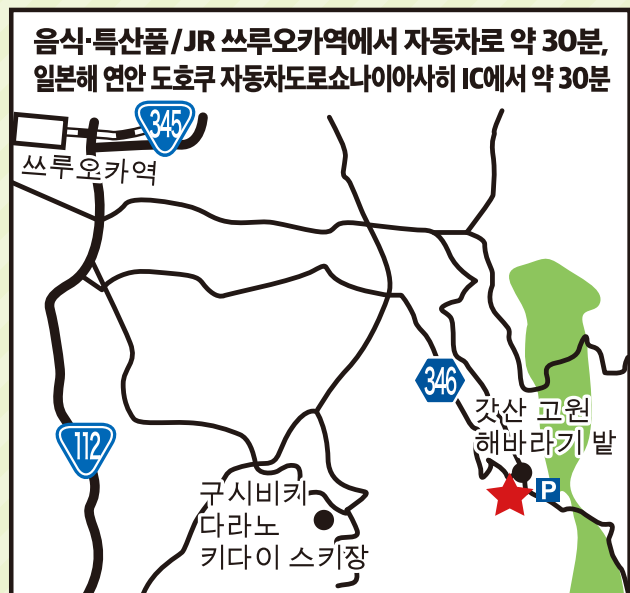 음식·특산품/JR 쓰루오카역에서 자동차로 약 30분,
일본해 연안 도호쿠 자동차도로쇼나이아사히 IC에서 약 30분
345
쓰루오카역
346
갓산 고원
해바라기 밭
112
P
구시비키
다라노
키다이 스키장